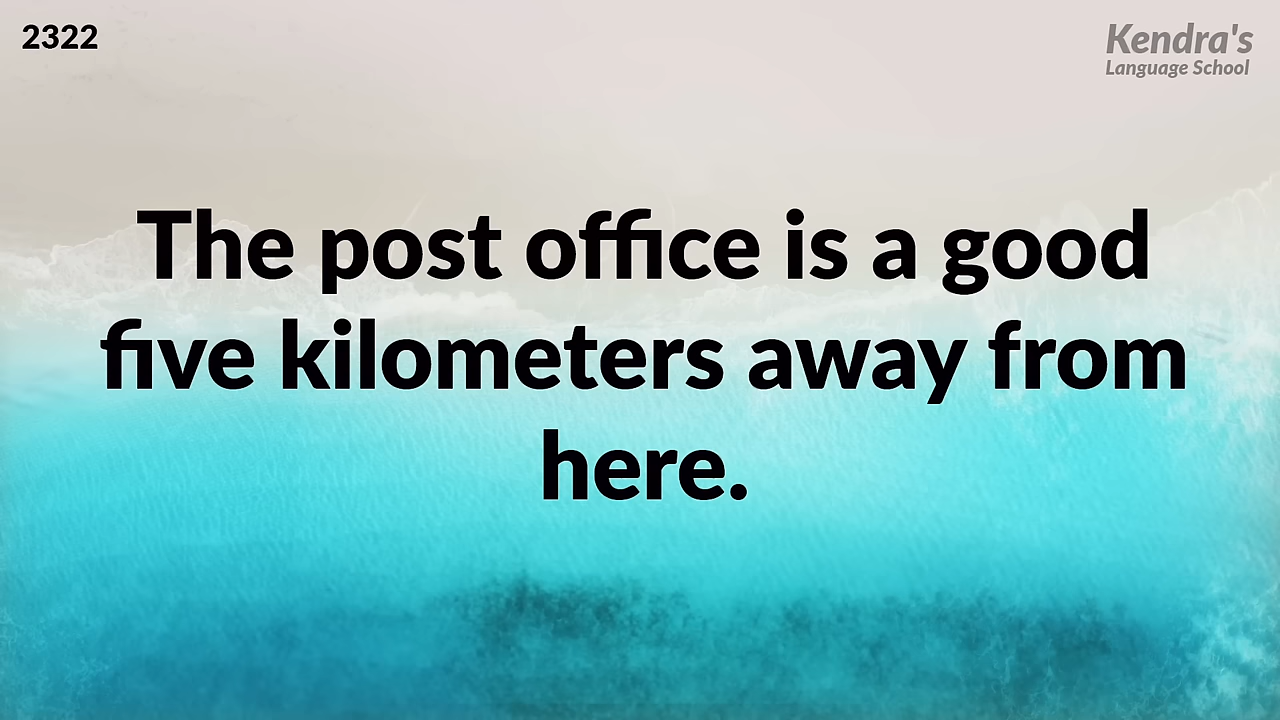 2322
Kendra's
Language School
The post office is a good
five kilometers away from
here.